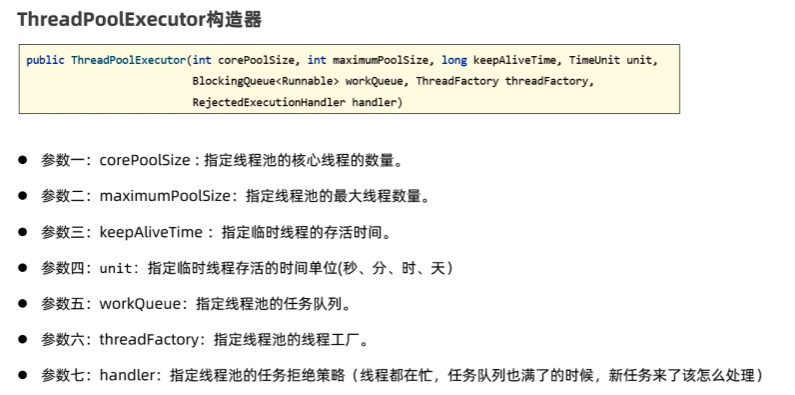 ThreadPoolExecutor构造器
public ThreadPoolExecutor(int corePoolSize, int maximumPoolSize, long keepAliveTime, TimeUnit unit,
BlockingQueue<Runnable> workQueue, ThreadFactory threadFactory,
RejectedExecutionHandler handler)
● 参数一：corePoolSize : 指定线程池的核心线程的数量。
● 参数二：maximumPoolSize：指定线程池的最大线程数量。
● 参数三：keepAliveTime ：指定临时线程的存活时间。
● 参数四：unit：指定临时线程存活的时间单位(秒、分、时、天）
● 参数五：workQueue：指定线程池的任务队列。
● 参数六：threadFactory：指定线程池的线程工厂。
● 参数七：handler：指定线程池的任务拒绝策略（线程都在忙，任务队列也满了的时候，新任务来了该怎么处理）